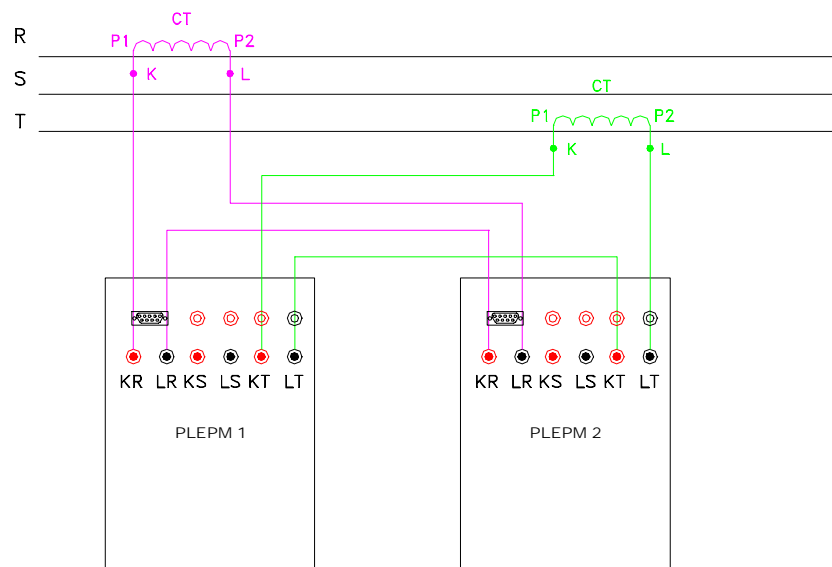 CT
R P1 P2
K L
S
CT
T P1 P2
K L
KR LR KS LS KT LT
KR LR KS LS KT LT
PLEPM 1
PLEPM 2